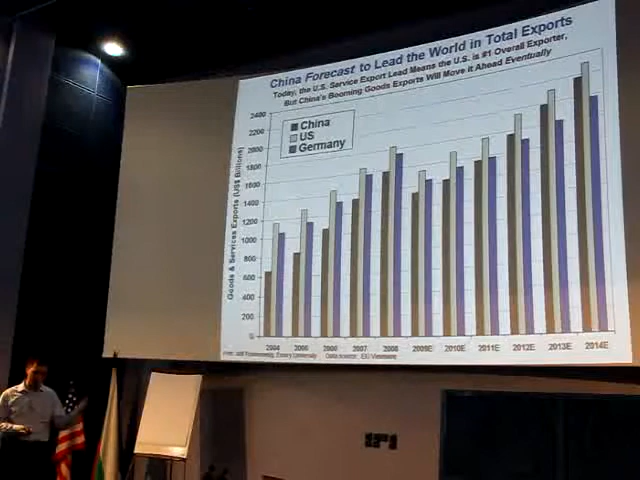 China Forecast to Lead the World in Total Exports
Today, the U.S. Service Export Lead Means the U.S. is #1 Overall Exporter,
But China's Booming Goods Exports Will Move it Ahead Eventually
Goods & Services Exports (US$ Billions)
2400
2200
2000
1800
1600
1400
1200
1000
800
600
400
200
0
China
US
Germany
2004 2005 2006 2007 2008 2009E 2010E 2011E 2012E 2013E 2014E
Emory University Data source: EIU